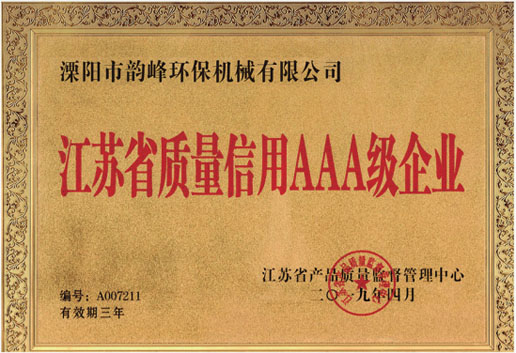 溧阳市韵峰环保机械有限公司
江苏省质量信用AAA级企业
江苏省产品质量监督管理中心
二〇一九年四月
编号：A007211
有效期三年